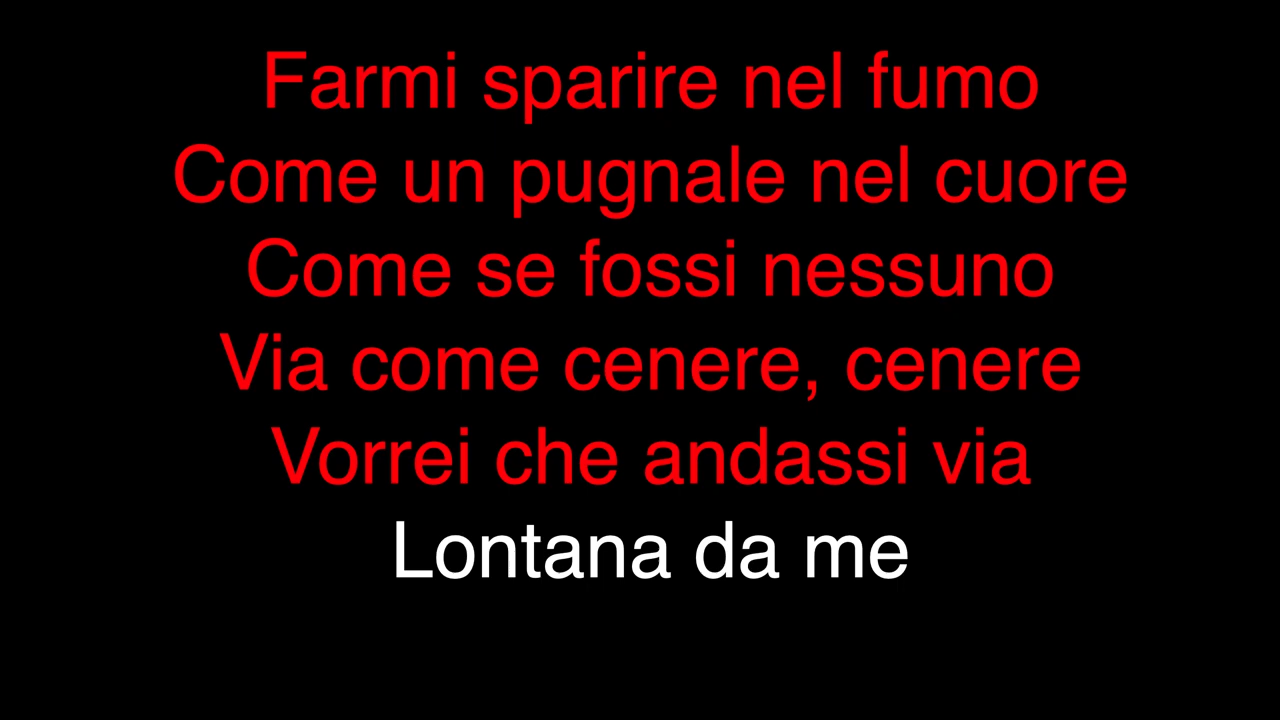 Farmi sparire nel fumo
Come un pugnale nel cuore
Come se fossi nessuno
Via come cenere, cenere
Vorrei che andassi via
Lontana da me